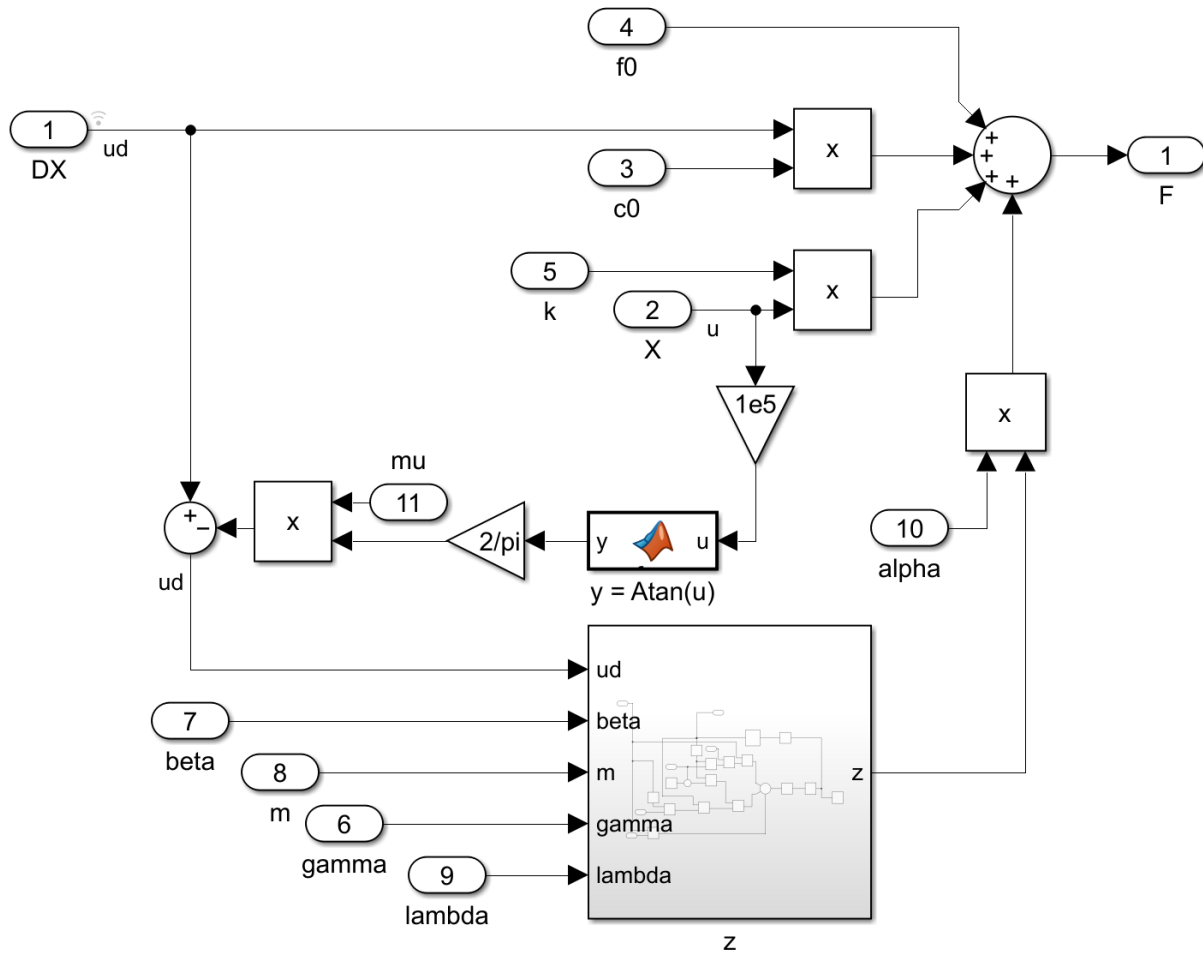 4
f0
1
ud
DX
x
3
c0
+
+
+
+
1
F
5
k
2
u
X
x
1e5
x
mu
11
+
−
x
2/pi
y
u
10
alpha
ud
y = Atan(u)
ud
7
beta
beta
8
m
m
z
6
gamma
gamma
9
lambda
lambda
z